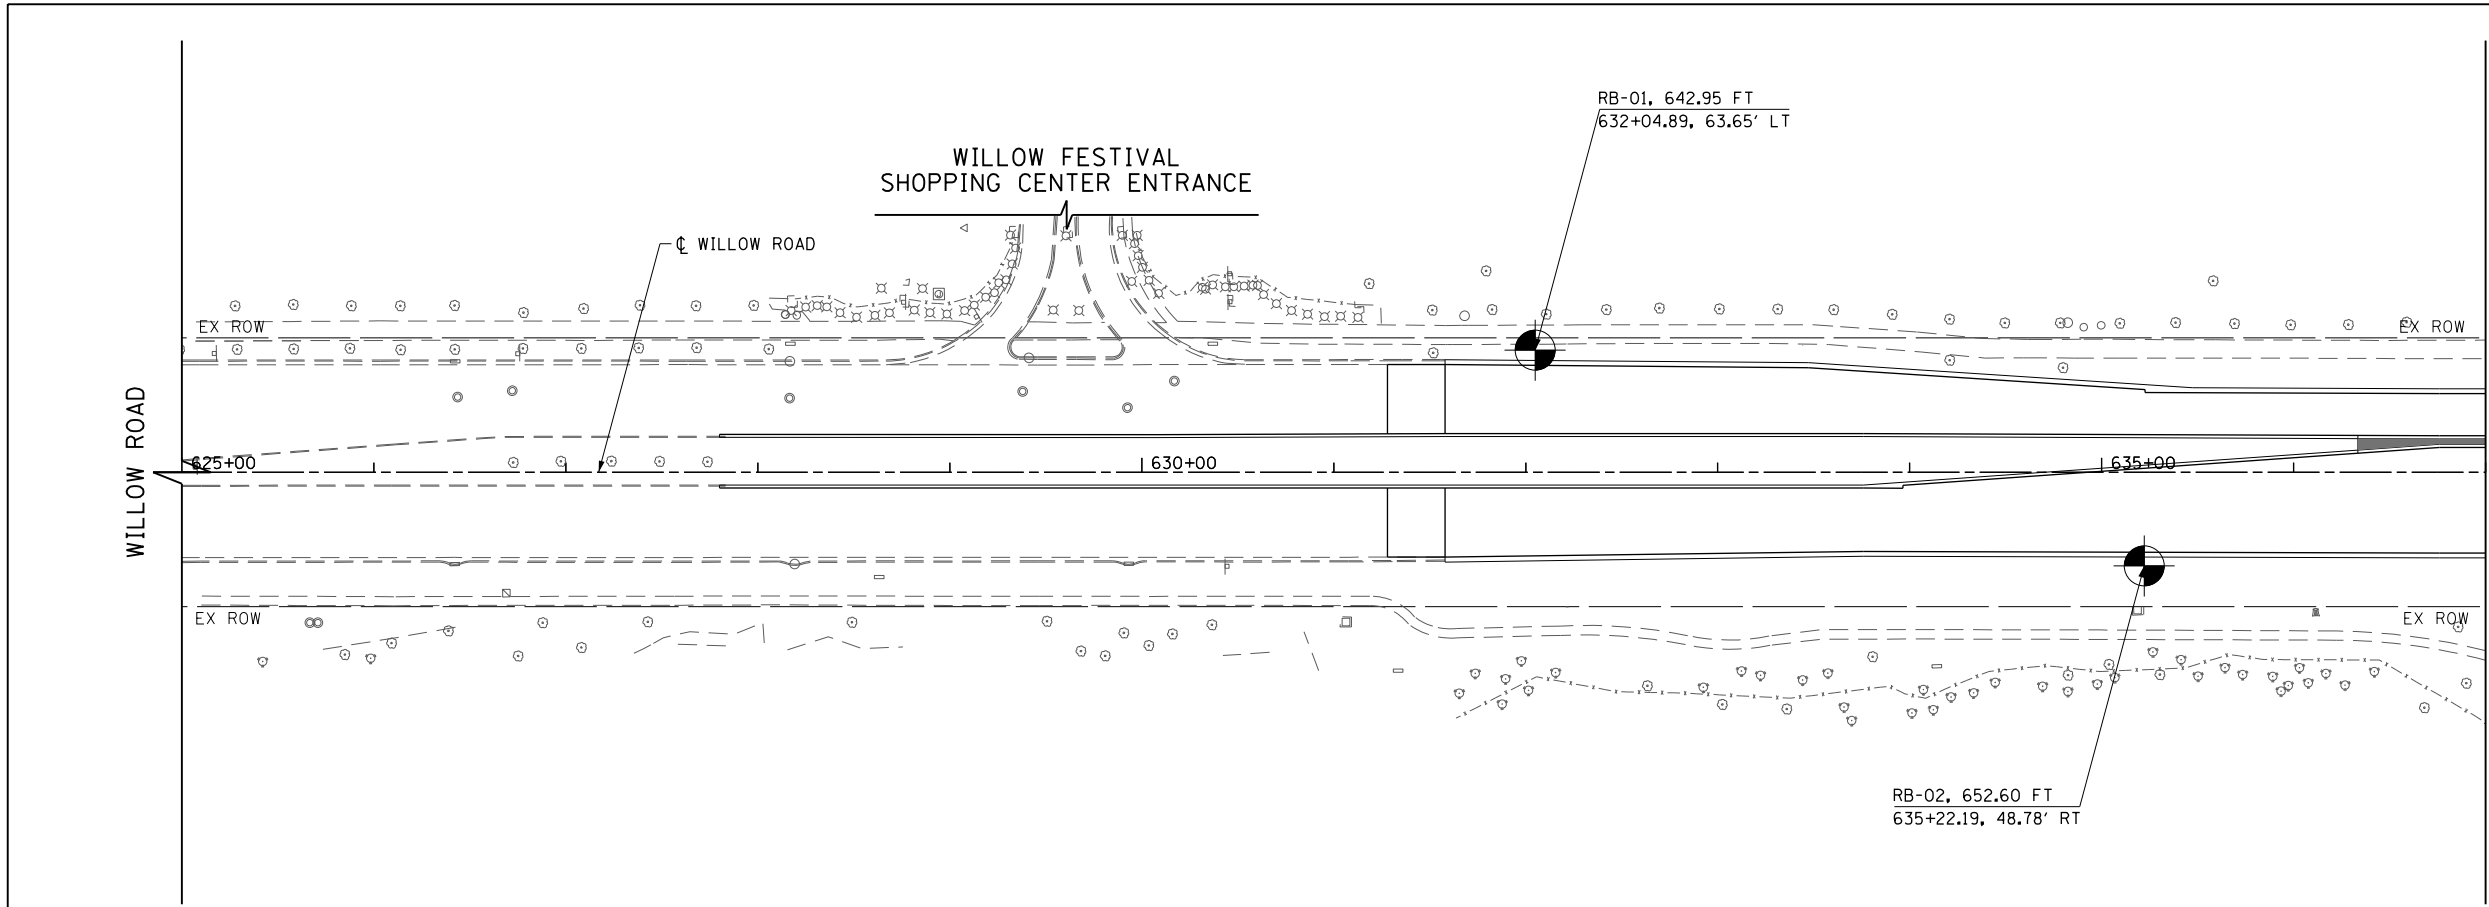 RB-01, 642.95 FT
632+04.89, 63.65' LT
WILLOW FESTIVAL
SHOPPING CENTER ENTRANCE
℄ WILLOW ROAD
EX ROW
EX ROW
WILLOW ROAD
625+00
630+00
635+00
EX ROW
EX ROW
RB-02, 652.60 FT
635+22.19, 48.78' RT